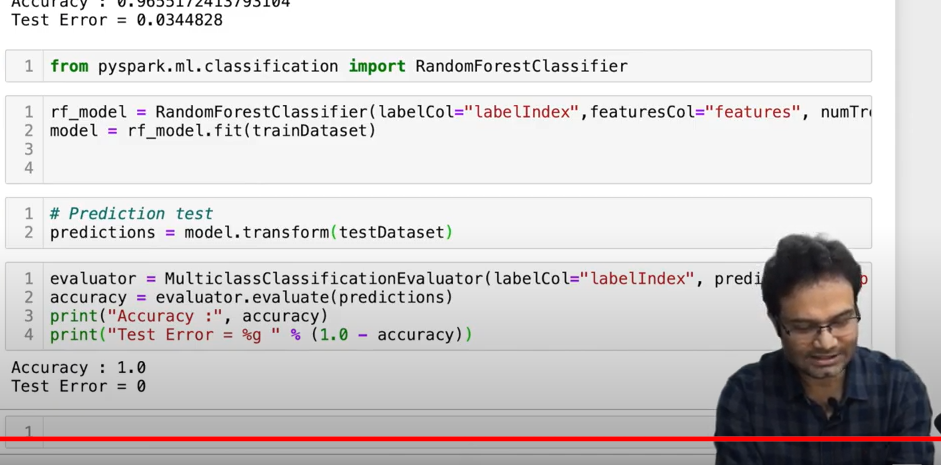 Accuracy : 0.9655172413793104
Test Error = 0.0344828
1 from pyspark.ml.classification import RandomForestClassifier
1 rf_model = RandomForestClassifier(labelCol="labelIndex",featuresCol="features", numTre
2 model = rf_model.fit(trainDataset)
3
4
1 # Prediction test
2 predictions = model.transform(testDataset)
1 evaluator = MulticlassClassificationEvaluator(labelCol="labelIndex", predi
2 accuracy = evaluator.evaluate(predictions)
3 print("Accuracy :", accuracy)
4 print("Test Error = %g " % (1.0 - accuracy))
Accuracy : 1.0
Test Error = 0
1